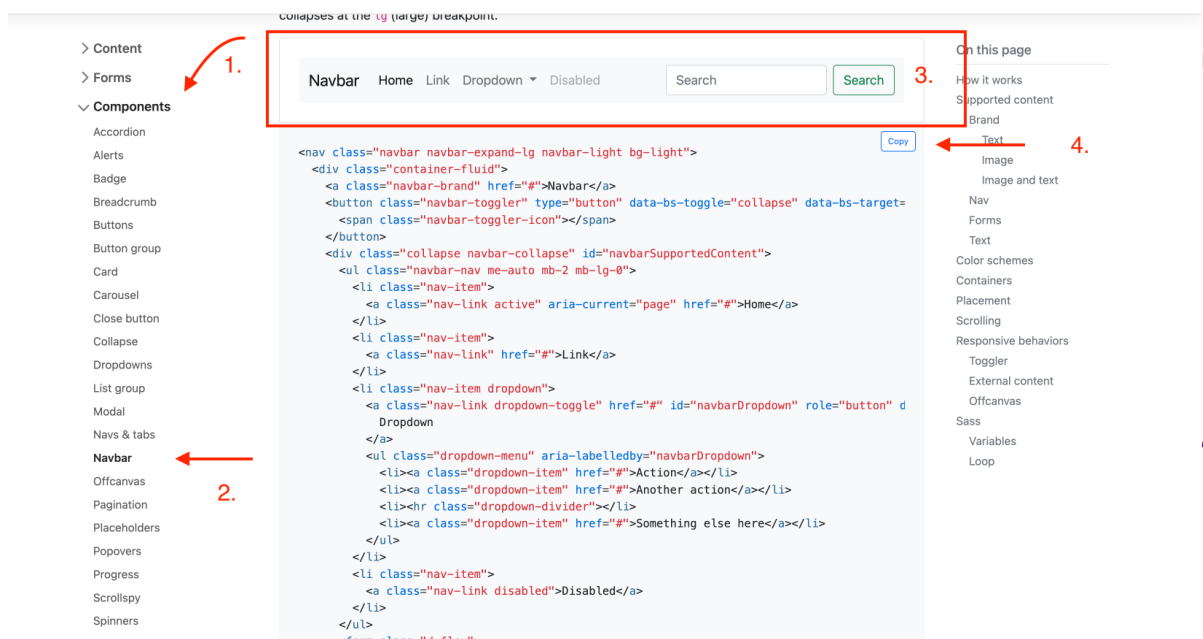 collapses at the lg (large) breakpoint.
Content
Forms
Components
Accordion
Alerts
Badge
Breadcrumb
Buttons
Button group
Card
Carousel
Close button
Collapse
Dropdowns
List group
Modal
Navs & tabs
Navbar
Offcanvas
Pagination
Placeholders
Popovers
Progress
Scrollspy
Spinners
1.
2.
Navbar Home Link Dropdown Disabled Search Search
3.
Copy
4.
<nav class="navbar navbar-expand-lg navbar-light bg-light">
<div class="container-fluid">
<a class="navbar-brand" href="#">Navbar</a>
<button class="navbar-toggler" type="button" data-bs-toggle="collapse" data-bs-target=
<span class="navbar-toggler-icon"></span>
</button>
<div class="collapse navbar-collapse" id="navbarSupportedContent">
<ul class="navbar-nav me-auto mb-2 mb-lg-0">
<li class="nav-item">
<a class="nav-link active" aria-current="page" href="#">Home</a>
</li>
<li class="nav-item">
<a class="nav-link" href="#">Link</a>
</li>
<li class="nav-item dropdown">
<a class="nav-link dropdown-toggle" href="#" id="navbarDropdown" role="button" d
Dropdown
</a>
<ul class="dropdown-menu" aria-labelledby="navbarDropdown">
<li><a class="dropdown-item" href="#">Action</a></li>
<li><a class="dropdown-item" href="#">Another action</a></li>
<li><hr class="dropdown-divider"></li>
<li><a class="dropdown-item" href="#">Something else here</a></li>
</ul>
</li>
<li class="nav-item">
<a class="nav-link disabled">Disabled</a>
</li>
</ul>
On this page
How it works
Supported content
Brand
Text
Image
Image and text
Nav
Forms
Text
Color schemes
Containers
Placement
Scrolling
Responsive behaviors
Toggler
External content
Offcanvas
Sass
Variables
Loop